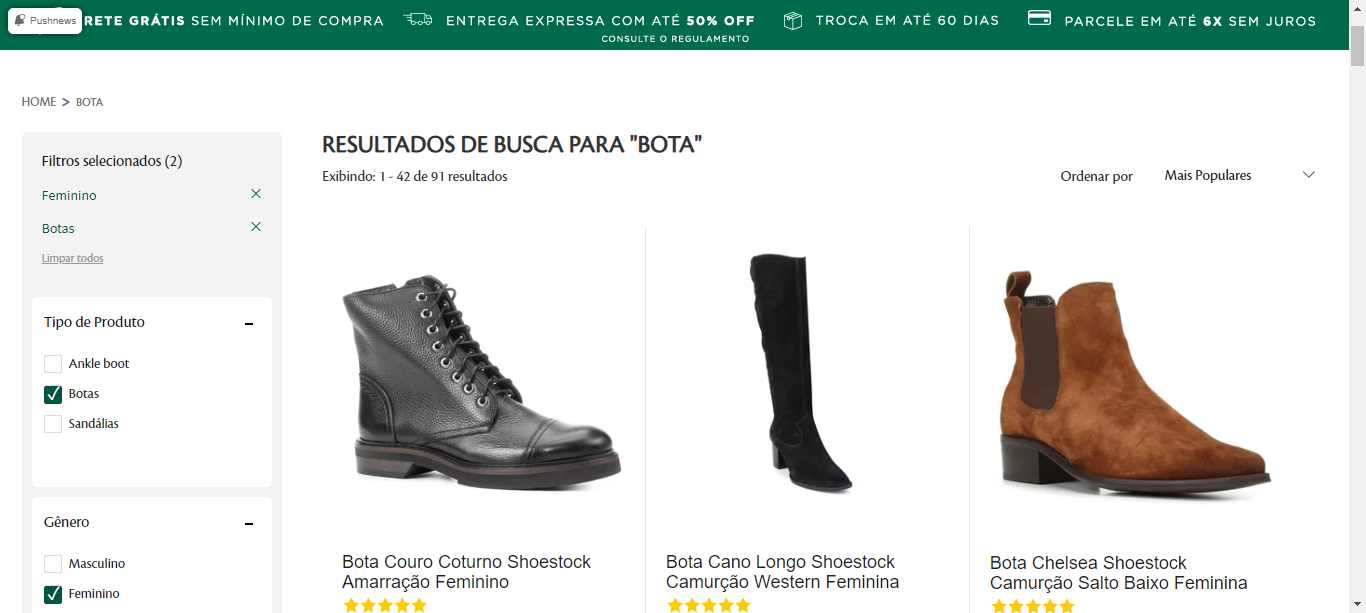 Pushnews
RETE GRÁTIS SEM MÍNIMO DE COMPRA
ENTREGA EXPRESSA COM ATÉ 50% OFF
CONSULTE O REGULAMENTO
TROCA EM ATÉ 60 DIAS
PARCELE EM ATÉ 6X SEM JUROS
HOME > BOTA
Filtros selecionados (2)
Feminino
Botas
Limpar todos
Tipo de Produto
Ankle boot
Botas
Sandálias
Gênero
Masculino
Feminino
RESULTADOS DE BUSCA PARA "BOTA"
Exibindo: 1 - 42 de 91 resultados
Ordenar por
Mais Populares
Bota Couro Coturno Shoestock
Amarração Feminino
Bota Cano Longo Shoestock
Camurção Western Feminina
Bota Chelsea Shoestock
Camurção Salto Baixo Feminina